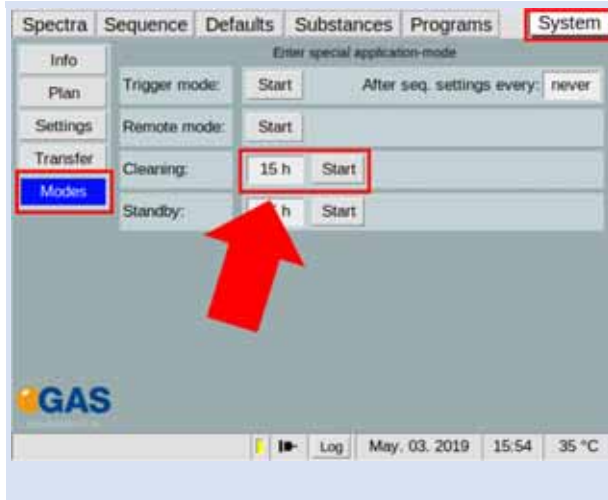 Spectra Sequence Defaults Substances Programs System
Info
Enter special application-mode
Plan
Trigger mode: Start After seq. settings every: never
Settings
Remote mode: Start
Transfer
Cleaning: 15 h Start
Modes
Standby: h Start
GAS
Log May. 03. 2019 15:54 35 °C